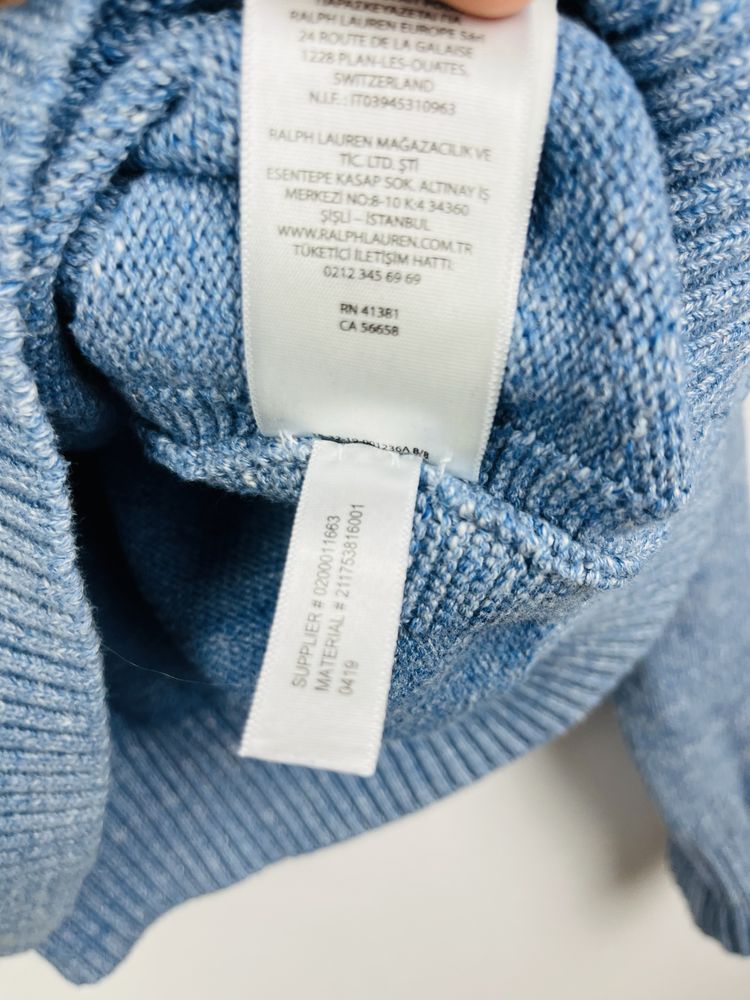 ΠΑΡΑΣΚΕΥΑΖΕΤΑΙ ΓΙΑ
RALPH LAUREN EUROPE Sàrl
24 ROUTE DE LA GALAISE
1228 PLAN-LES-OUATES,
SWITZERLAND
N.I.F.: IT03945310963
RALPH LAUREN MAĞAZACILIK VE
TİC. LTD. ŞTİ
ESENTEPE KASAP SOK. ALTINAY İŞ
MERKEZİ NO:8-10 K:4 34360
ŞİŞLİ – İSTANBUL
WWW.RALPHLAUREN.COM.TR
TÜKETİCİ İLETİŞİM HATTI:
0212 345 69 69
RN 41381
CA 56658
SUPPLIER # 0200011663
MATERIAL # 211753816001
0419